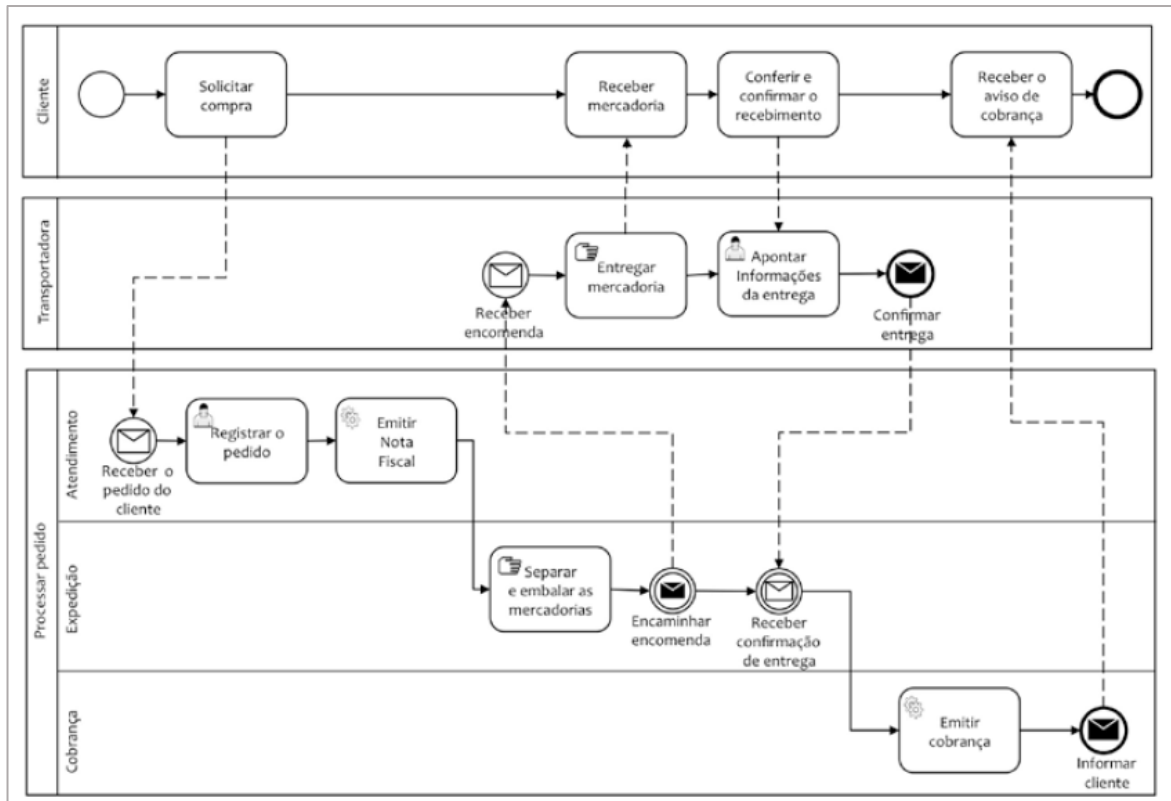 Cliente
Solicitar
compra
Receber
mercadoria
Conferir e
confirmar o
recebimento
Receber o
aviso de
cobrança
Transportadora
Receber
encomenda
Entregar
mercadoria
Apontar
Informações
da entrega
Confirmar
entrega
Processar pedido
Atendimento
Receber o
pedido do
cliente
Registrar o
pedido
Emitir
Nota
Fiscal
Expedição
Separar
e embalar as
mercadorias
Encaminhar
encomenda
Receber
confirmação
de entrega
Cobrança
Emitir
cobrança
Informar
cliente